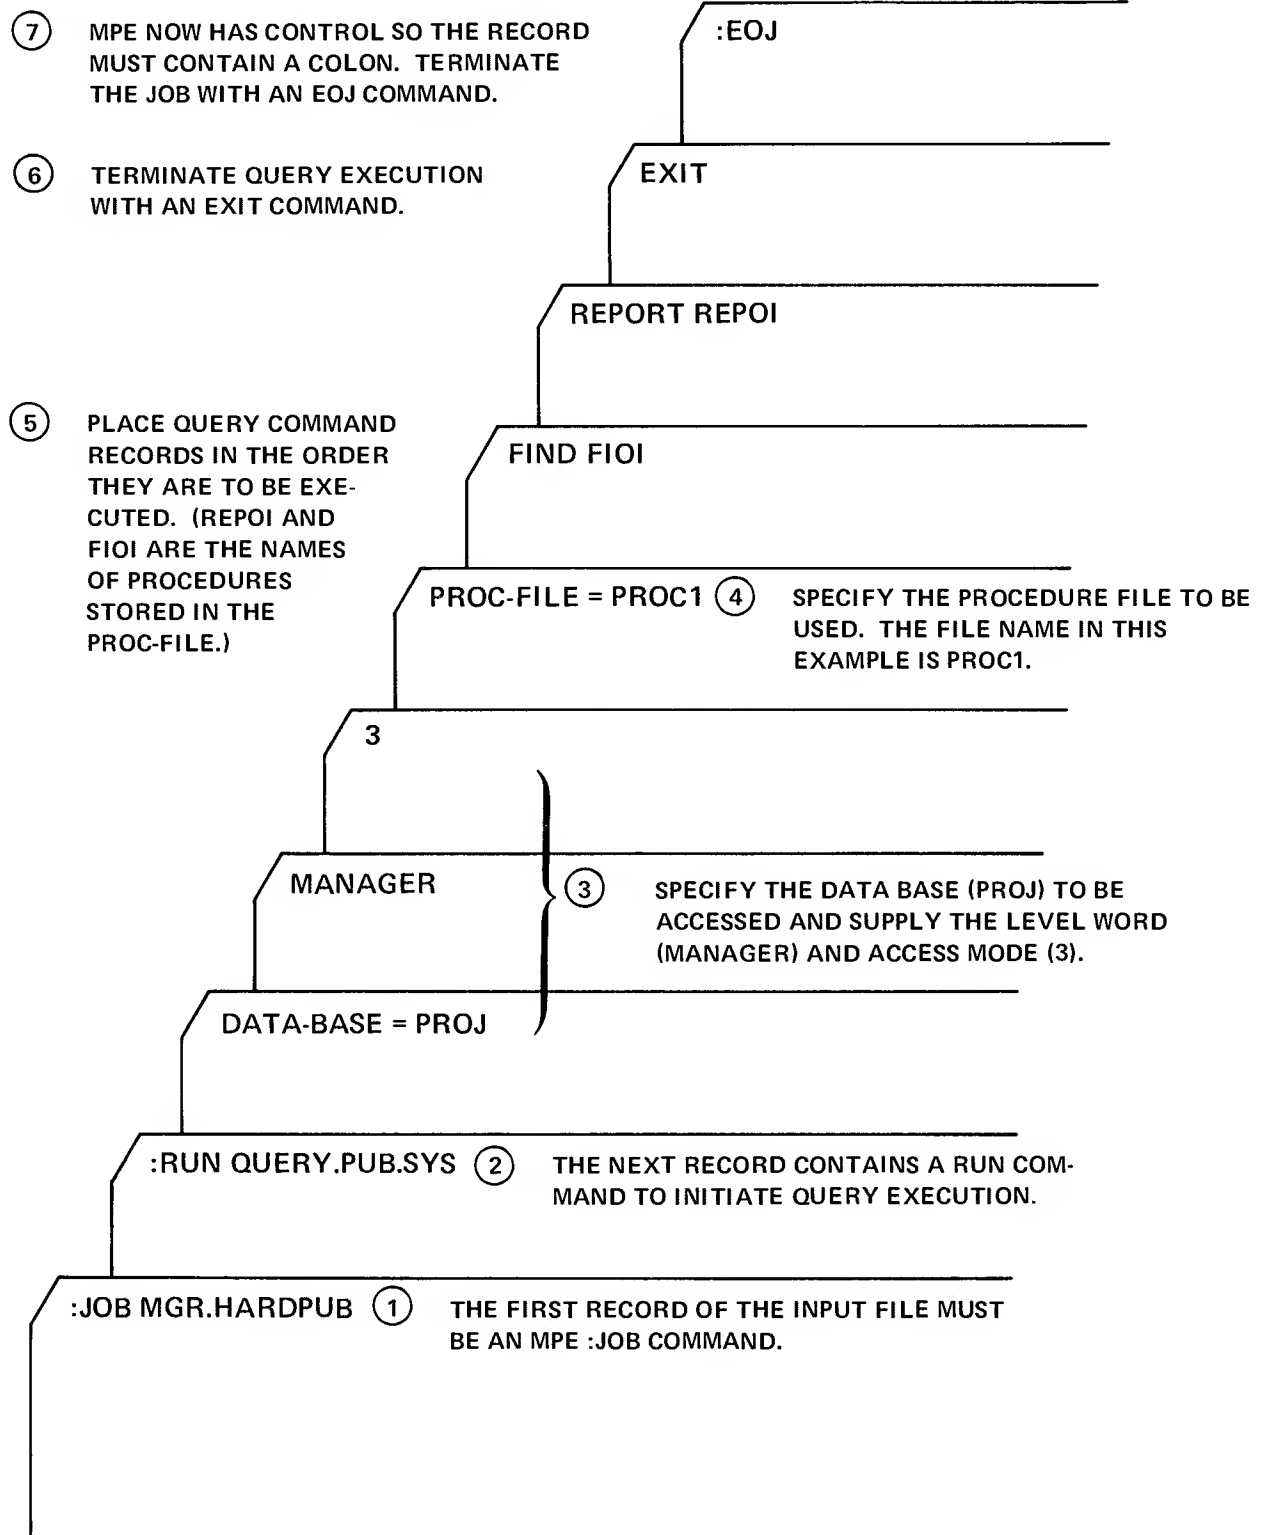 7 MPE NOW HAS CONTROL SO THE RECORD
MUST CONTAIN A COLON. TERMINATE
THE JOB WITH AN EOJ COMMAND.
:EOJ
6 TERMINATE QUERY EXECUTION
WITH AN EXIT COMMAND.
EXIT
REPORT REPOI
5 PLACE QUERY COMMAND
RECORDS IN THE ORDER
THEY ARE TO BE EXE-
CUTED. (REPOI AND
FIOI ARE THE NAMES
OF PROCEDURES
STORED IN THE
PROC-FILE.)
FIND FIOI
PROC-FILE = PROC1 4 SPECIFY THE PROCEDURE FILE TO BE
USED. THE FILE NAME IN THIS
EXAMPLE IS PROC1.
3
MANAGER
3 SPECIFY THE DATA BASE (PROJ) TO BE
ACCESSED AND SUPPLY THE LEVEL WORD
(MANAGER) AND ACCESS MODE (3).
DATA-BASE = PROJ
:RUN QUERY.PUB.SYS 2 THE NEXT RECORD CONTAINS A RUN COM-
MAND TO INITIATE QUERY EXECUTION.
:JOB MGR.HARDPUB 1 THE FIRST RECORD OF THE INPUT FILE MUST
BE AN MPE :JOB COMMAND.